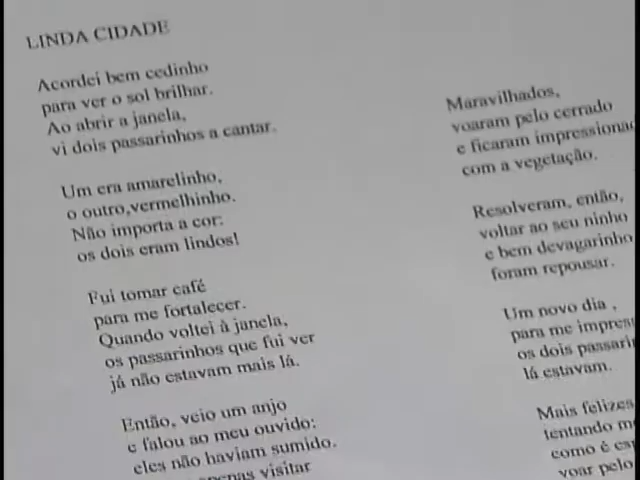 LINDA CIDADE
Acordei bem cedinho
para ver o sol brilhar.
Ao abrir a janela,
vi dois passarinhos a cantar.
Um era amarelinho,
o outro,vermelhinho.
Não importa a cor:
os dois eram lindos!
Fui tomar café
para me fortalecer.
Quando voltei à janela,
os passarinhos que fui ver
já não estavam mais lá.
Então, veio um anjo
e falou ao meu ouvido:
eles não haviam sumido.
apenas visitar
Maravilhados,
voaram pelo cerrado
e ficaram
com a vegetação.
Resolveram, então,
voltar ao seu ninho
e bem devagarinho
foram repousar.
Um novo dia ,
para me
os dois
lá estavam.
Mais felizes
tentando
como é
voar pelo